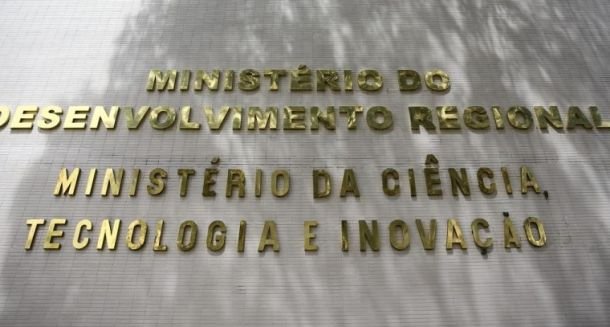 MINISTÉRIO DO
DESENVOLVIMENTO REGIONAL
MINISTÉRIO DA CIÊNCIA,
TECNOLOGIA E INOVAÇÃO